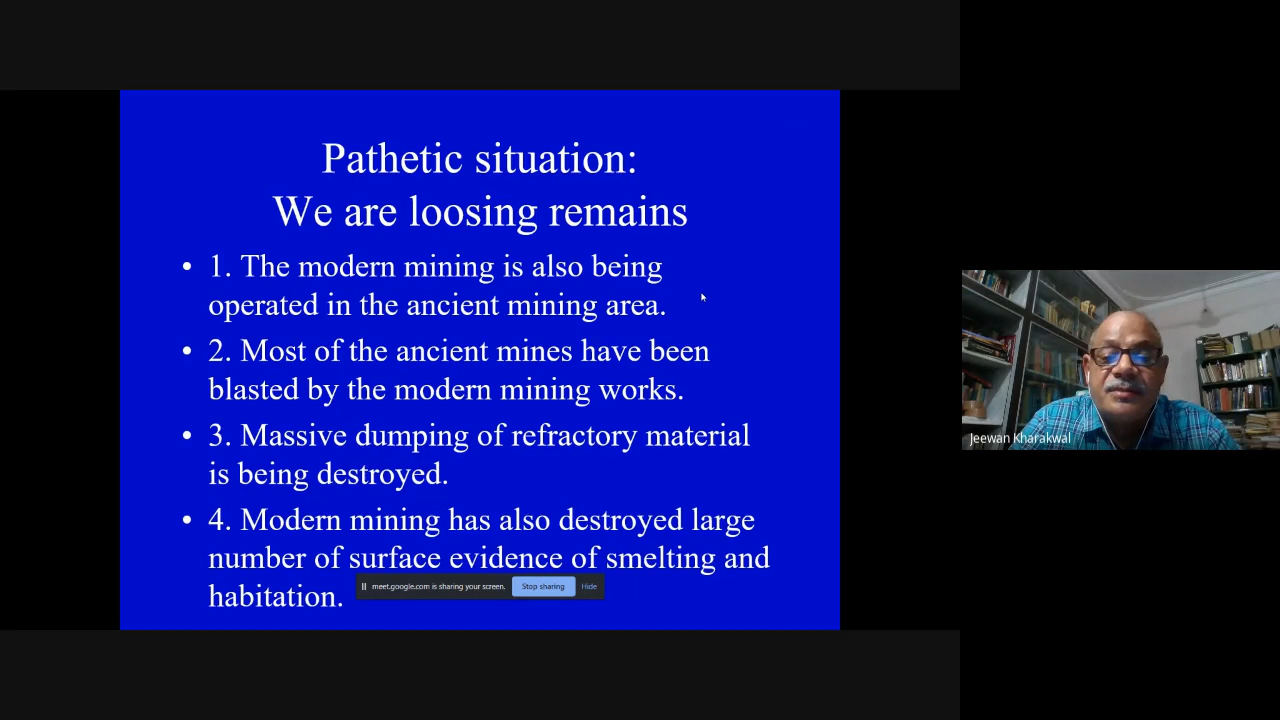 Pathetic situation:
We are loosing remains
• 1. The modern mining is also being
operated in the ancient mining area.
• 2. Most of the ancient mines have been
blasted by the modern mining works.
• 3. Massive dumping of refractory material
is being destroyed.
• 4. Modern mining has also destroyed large
number of surface evidence of smelting and
habitation.
meet.google.com is sharing your screen. Stop sharing Hide
Jeewan Kharakwal